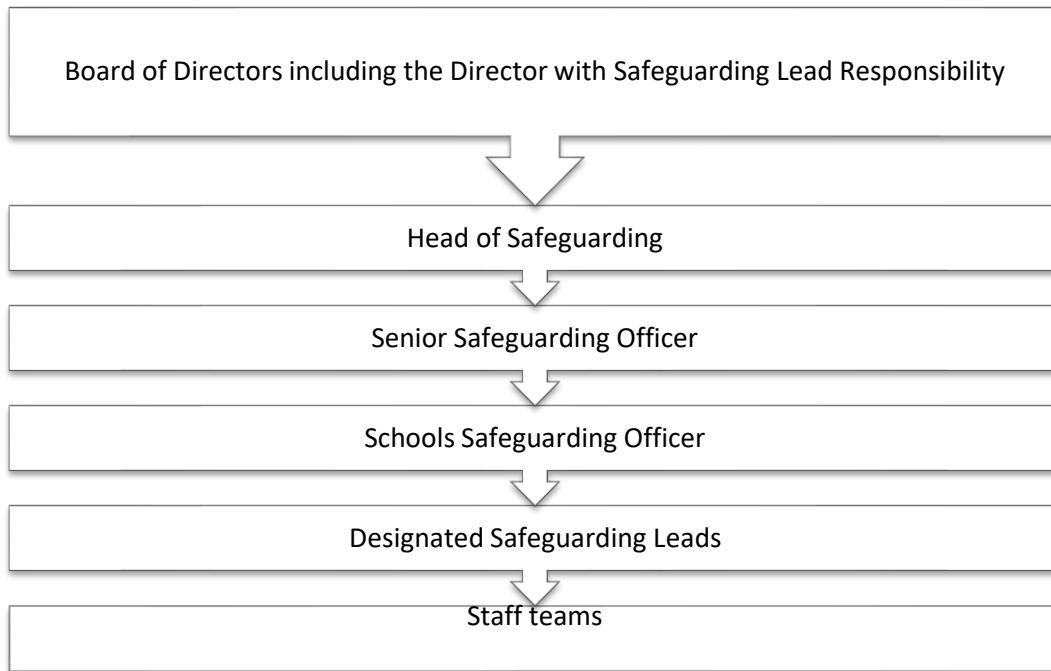 Board of Directors including the Director with Safeguarding Lead Responsibility
Head of Safeguarding
Senior Safeguarding Officer
Schools Safeguarding Officer
Designated Safeguarding Leads
Staff teams